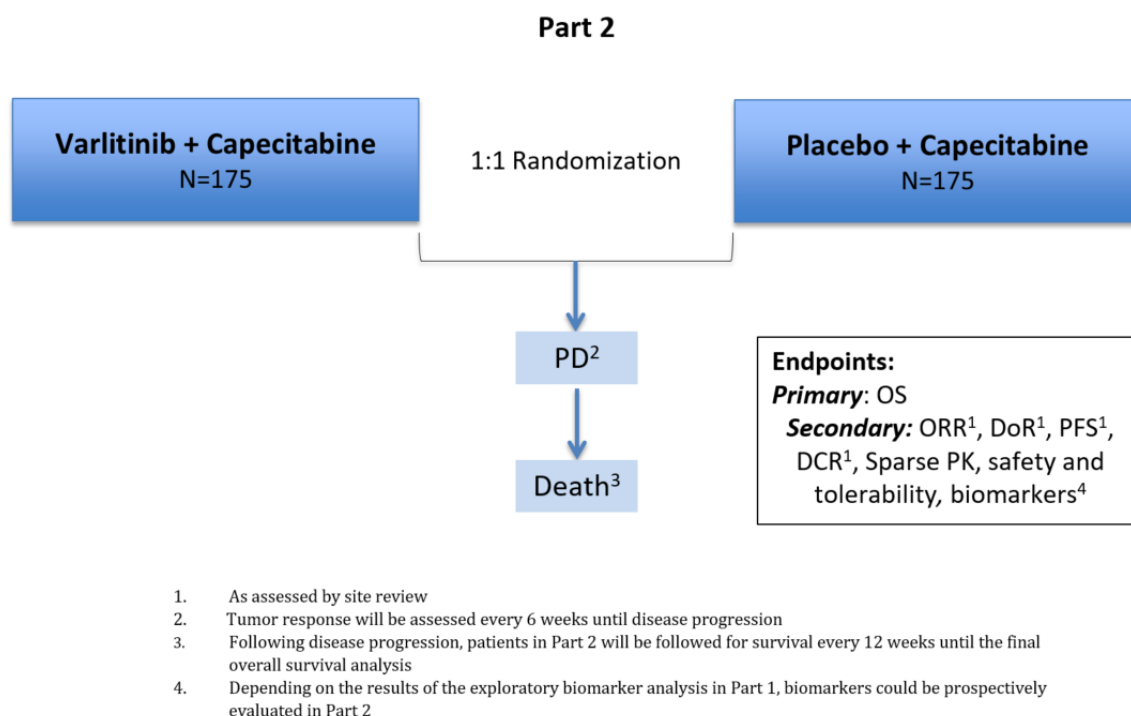 Part 2
Varlitinib + Capecitabine
N=175
1:1 Randomization
Placebo + Capecitabine
N=175
PD²
Death³
Endpoints:
Primary: OS
Secondary: ORR¹, DoR¹, PFS¹,
DCR¹, Sparse PK, safety and
tolerability, biomarkers⁴
1. As assessed by site review
2. Tumor response will be assessed every 6 weeks until disease progression
3. Following disease progression, patients in Part 2 will be followed for survival every 12 weeks until the final
overall survival analysis
4. Depending on the results of the exploratory biomarker analysis in Part 1, biomarkers could be prospectively
evaluated in Part 2